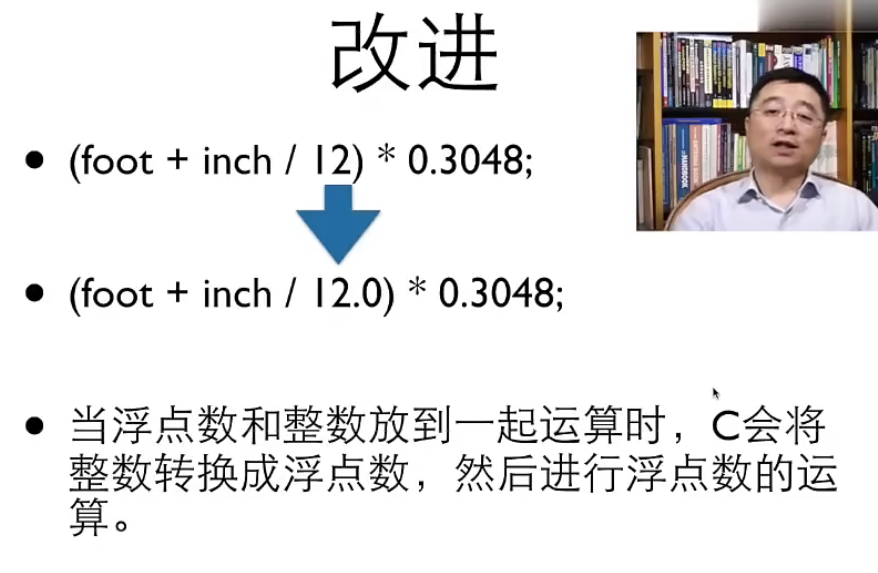 改进
• (foot + inch / 12) * 0.3048;
• (foot + inch / 12.0) * 0.3048;
• 当浮点数和整数放到一起运算时，C会将
整数转换成浮点数，然后进行浮点数的运
算。